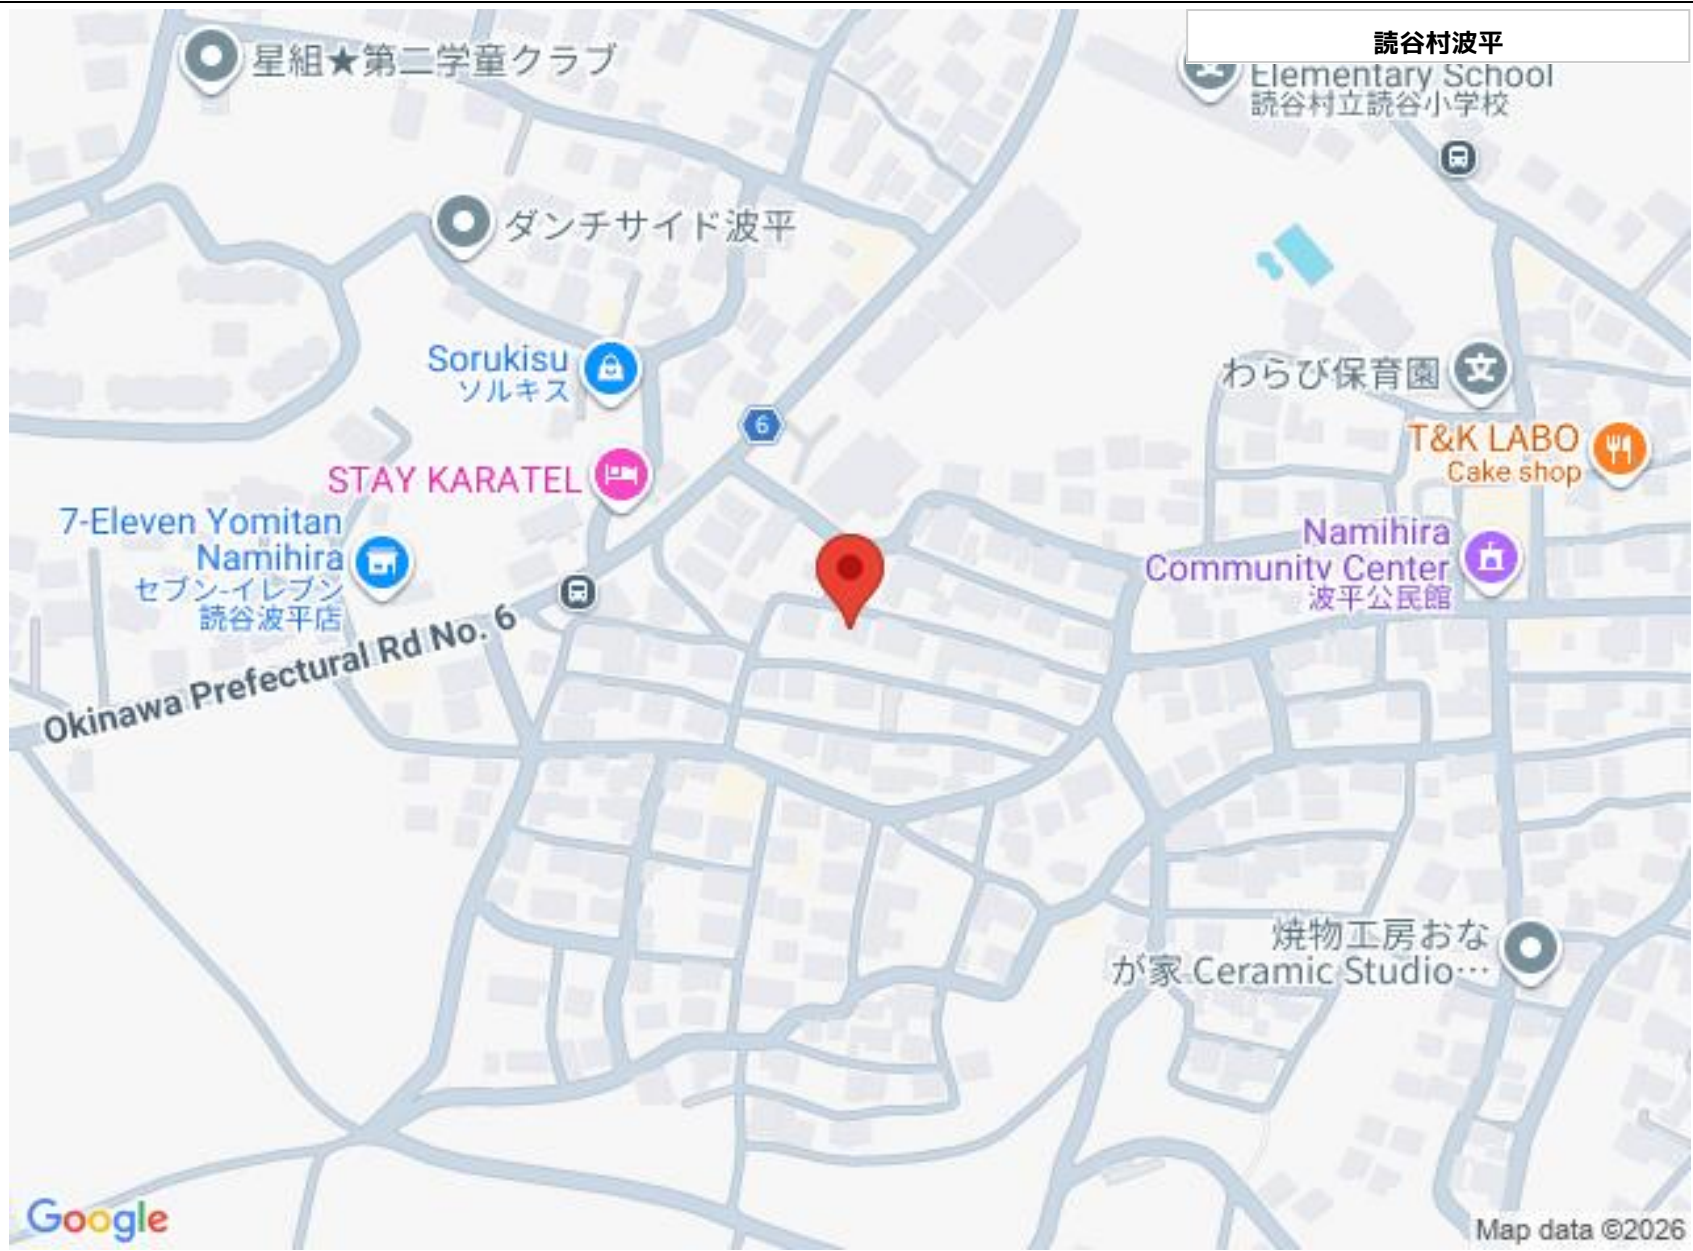 読谷村波平
星組★第二学童クラブ
Elementary School
読谷村立読谷小学校
ダンチサイド波平
Sorukisu
ソルキス
わらび保育園
6
T&K LABO
Cake shop
STAY KARATEL
7-Eleven Yomitan
Namihira
セブン-イレブン
読谷波平店
Namihira
Community Center
波平公民館
Okinawa Prefectural Rd No. 6
焼物工房おな
が家 Ceramic Studio…
Google
Map data ©2026